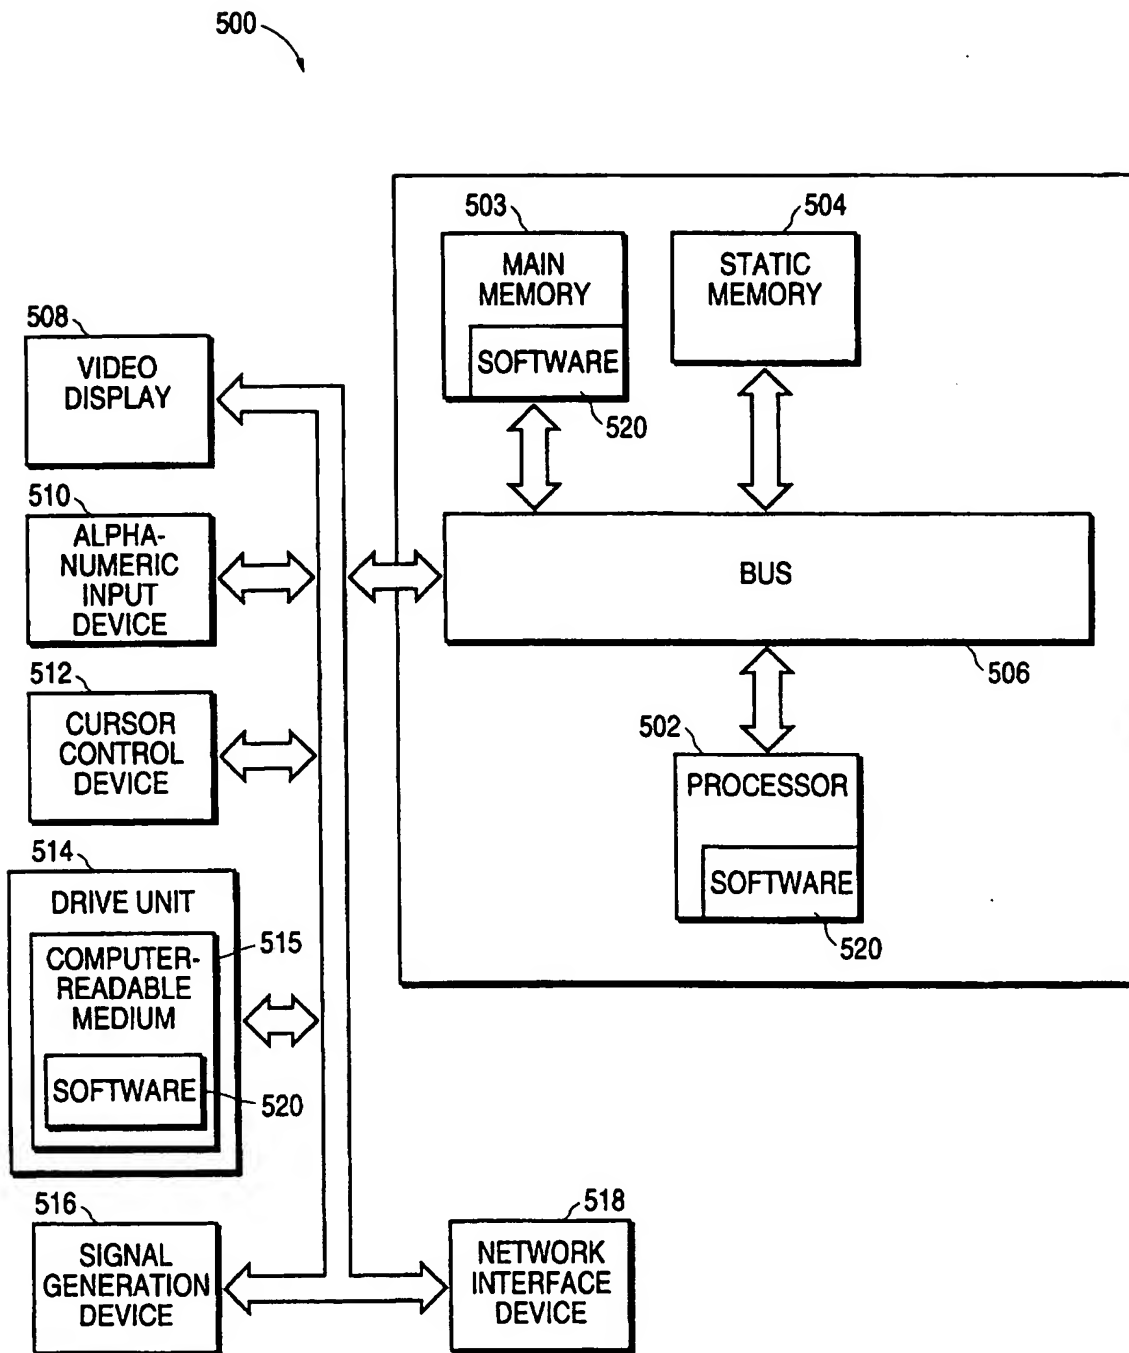 500
503
MAIN
MEMORY
SOFTWARE
520
504
STATIC
MEMORY
508
VIDEO
DISPLAY
510
ALPHA-
NUMERIC
INPUT
DEVICE
BUS
506
512
CURSOR
CONTROL
DEVICE
502
PROCESSOR
SOFTWARE
520
514
DRIVE UNIT
515
COMPUTER-
READABLE
MEDIUM
SOFTWARE
520
516
SIGNAL
GENERATION
DEVICE
518
NETWORK
INTERFACE
DEVICE